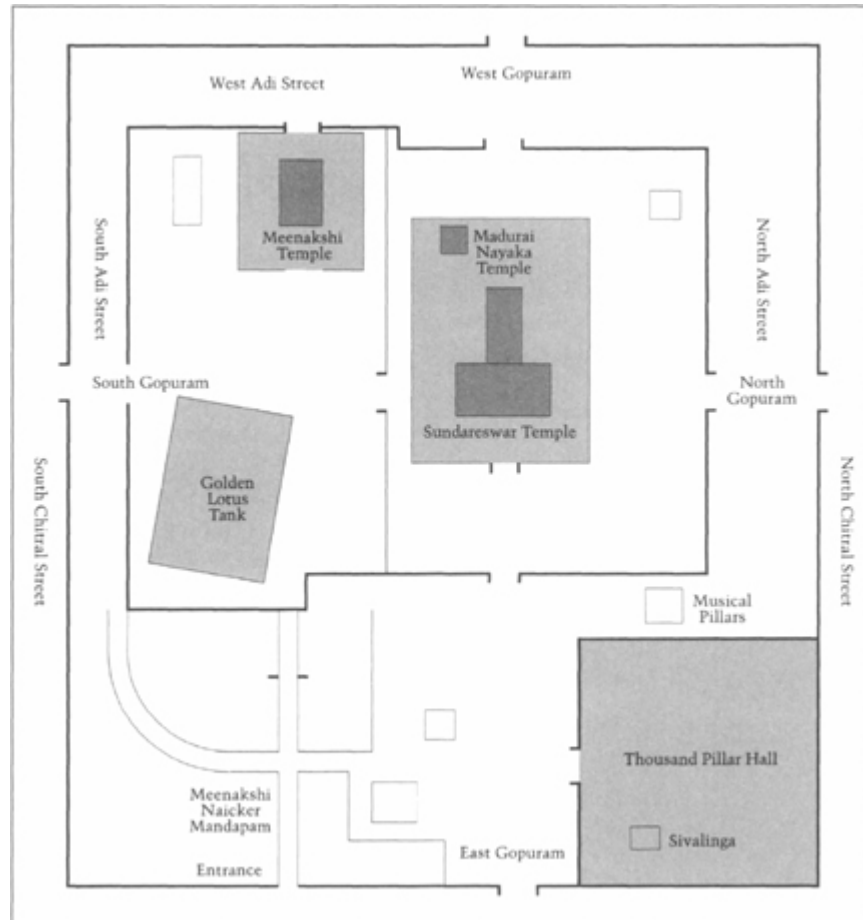 West Gopuram
West Adi Street
Meenakshi
Temple
Madurai
Nayaka
Temple
South Adi Street
North Adi Street
South Gopuram
North
Gopuram
Sundareswar Temple
Golden
Lotus
Tank
South Chitral Street
North Chitral Street
Musical
Pillars
Thousand Pillar Hall
Meenakshi
Naicker
Mandapam
Sivalinga
East Gopuram
Entrance